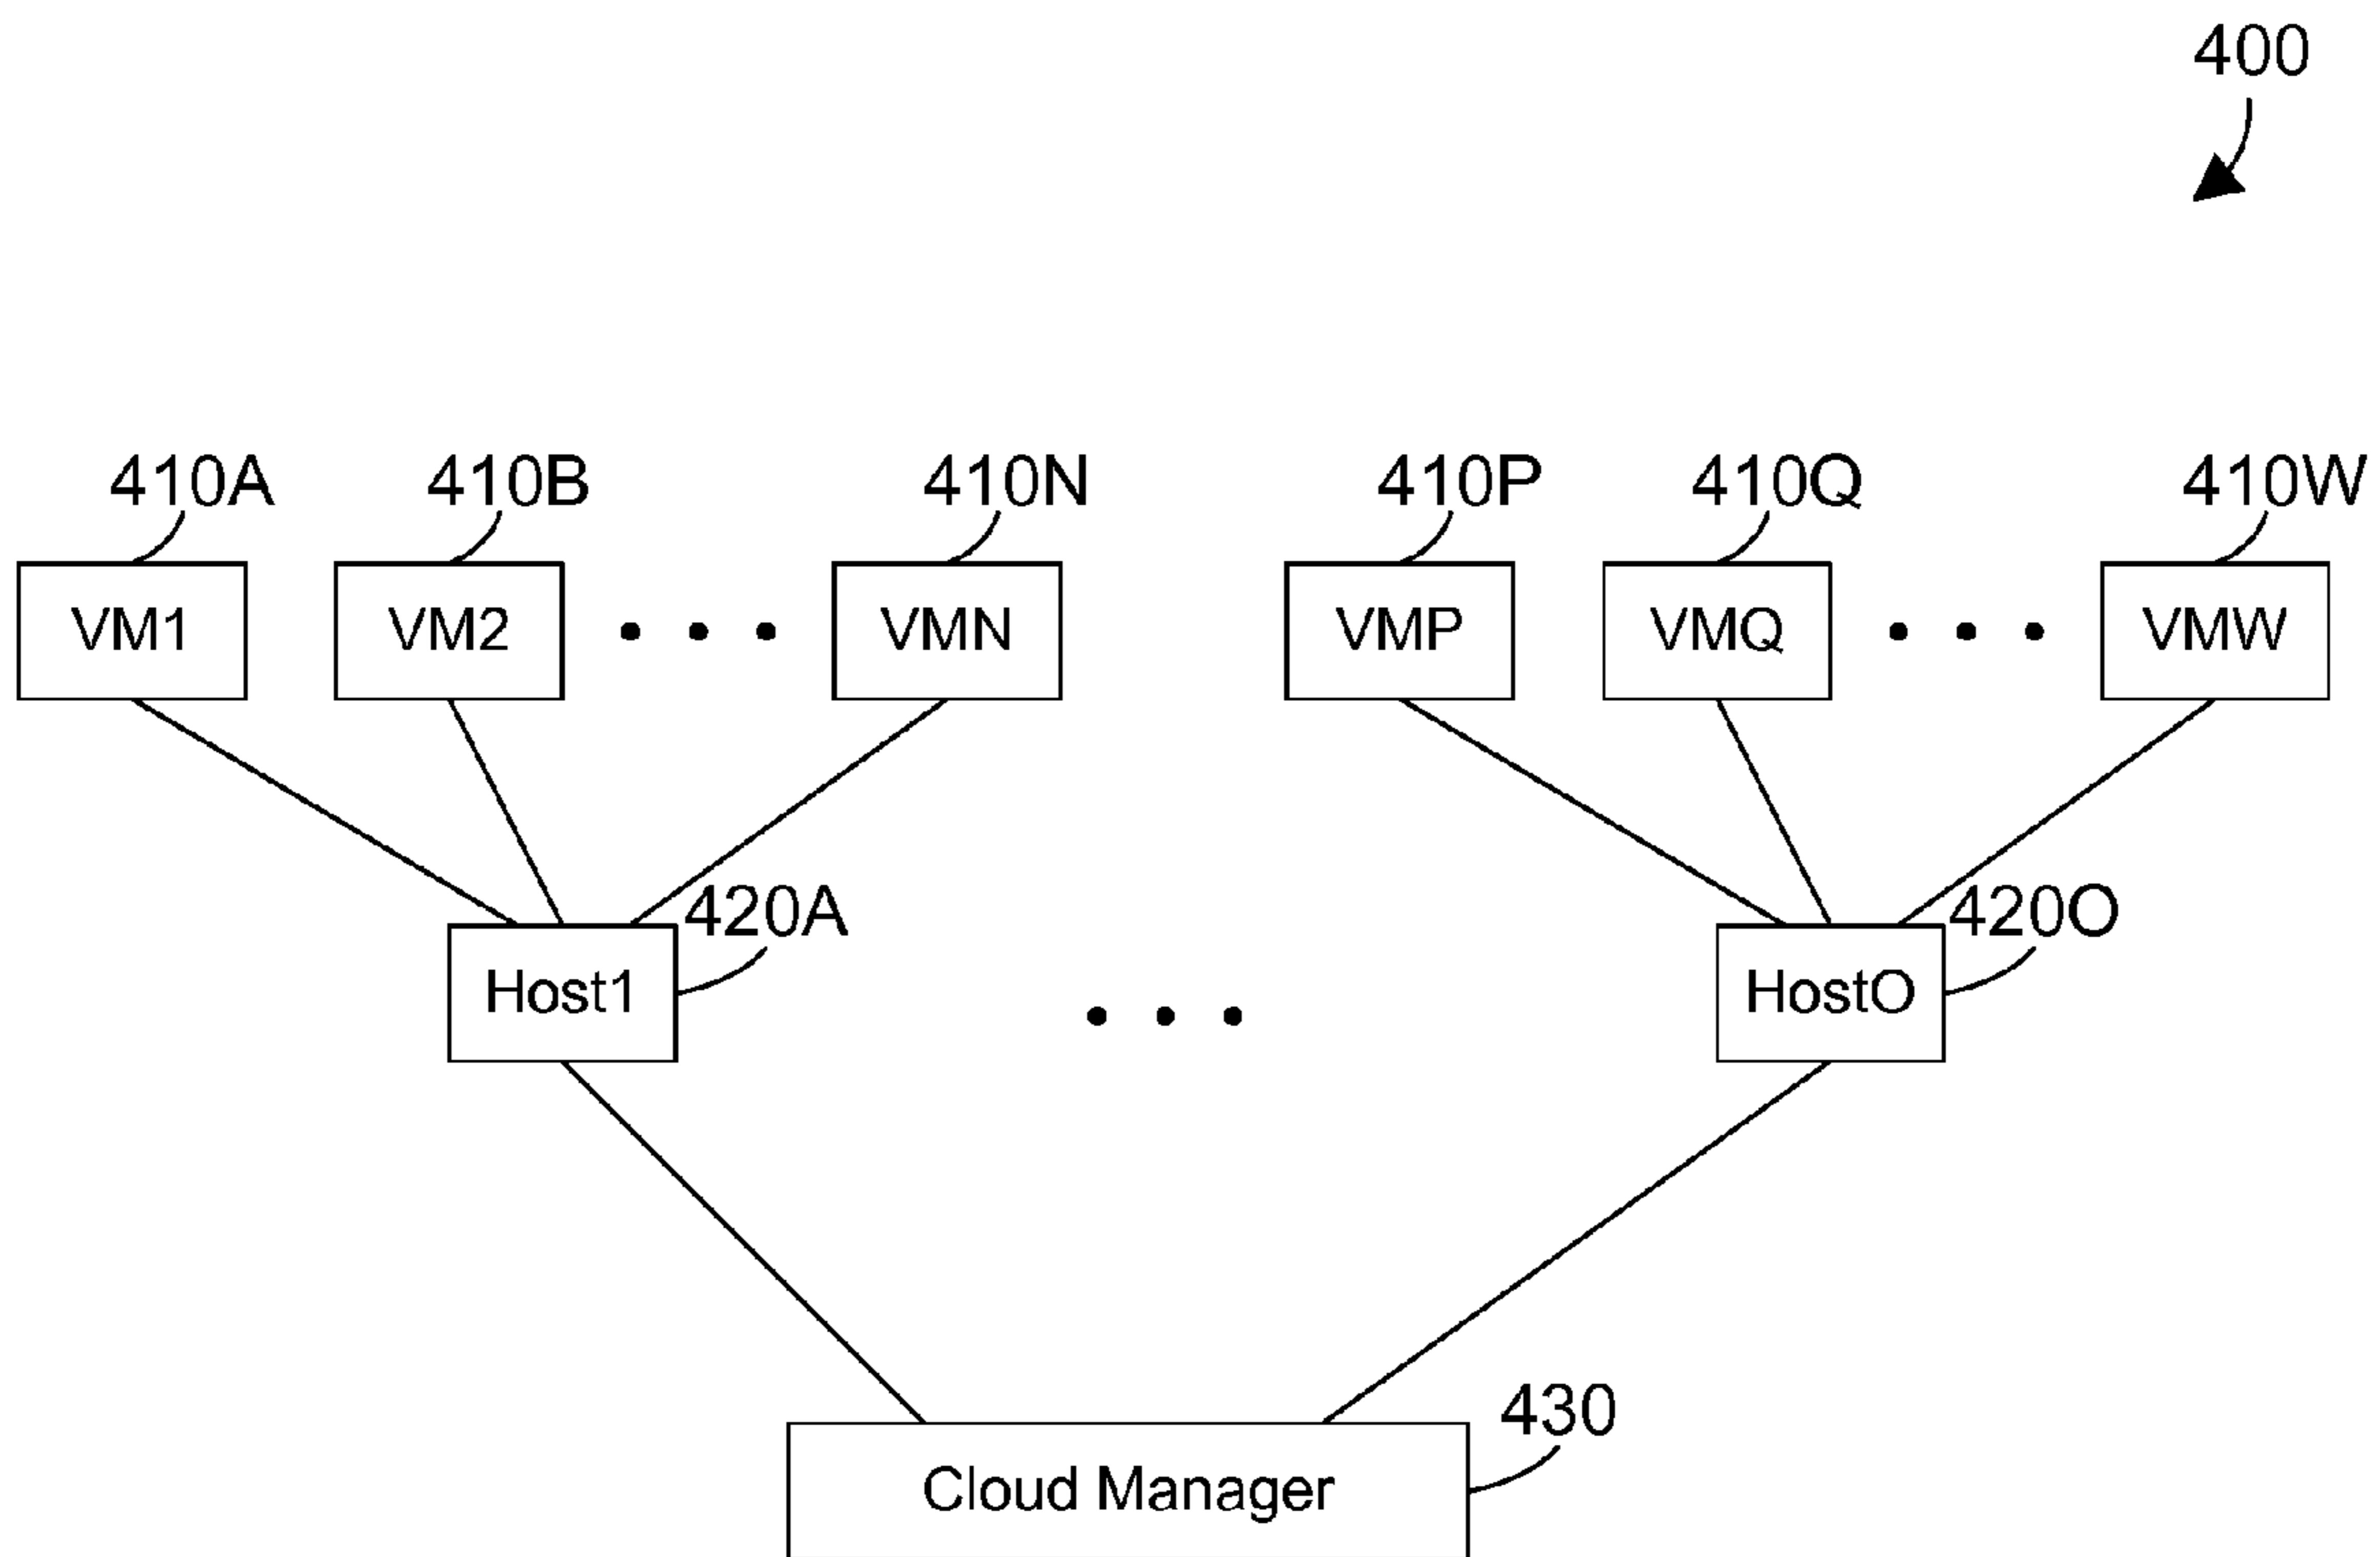 400
410A 410B 410N 410P 410Q 410W
VM1 VM2 VMN VMP VMQ VMW
420A 420O
Host1 HostO
430
Cloud Manager